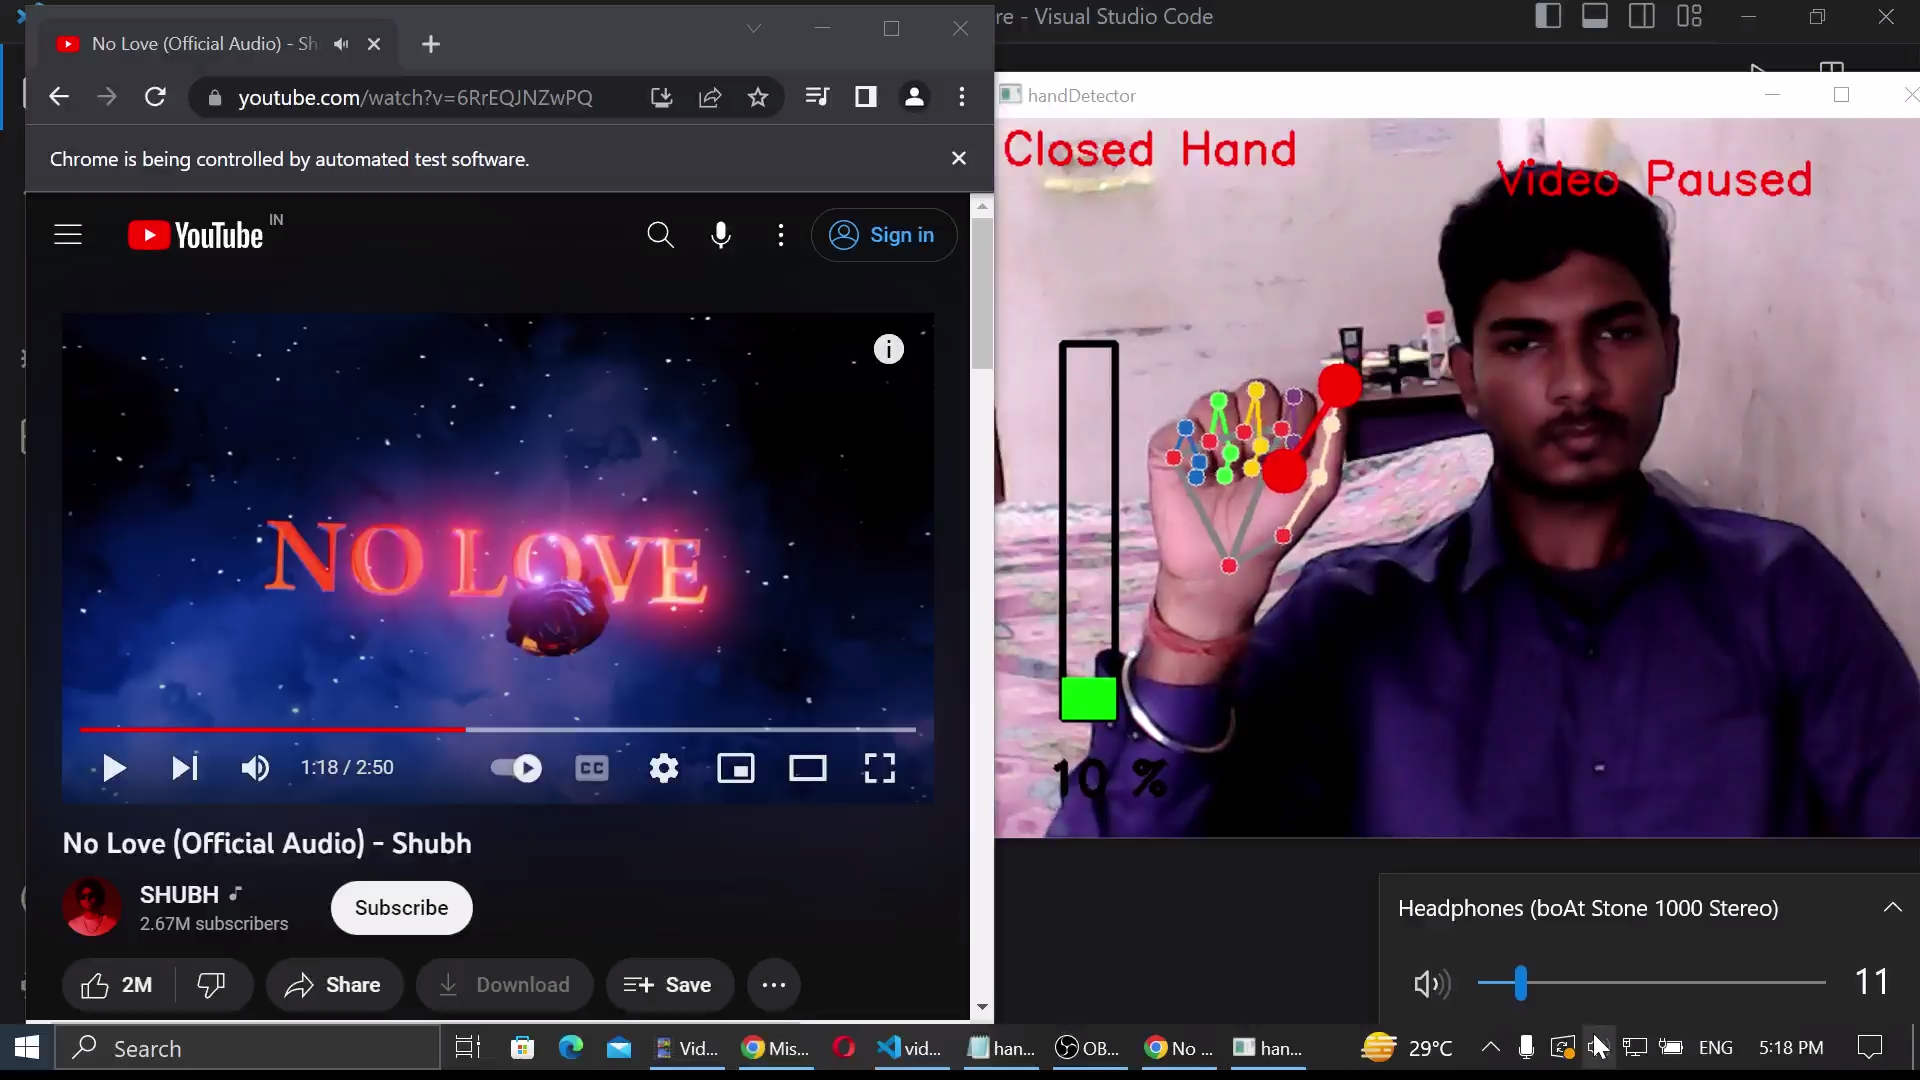 re - Visual Studio Code
No Love (Official Audio) - Sh
youtube.com/watch?v=6RrEQJNZwPQ
Chrome is being controlled by automated test software.
YouTube IN
Sign in
i
NO LOVE
1:18 / 2:50
CC
No Love (Official Audio) - Shubh
SHUBH
2.67M subscribers
Subscribe
2M
Share
Download
Save
handDetector
Closed Hand
Video Paused
10 %
Headphones (boAt Stone 1000 Stereo)
11
Search
Vid...
Mis...
vid...
han...
OB...
No ...
han...
29°C
ENG
5:18 PM